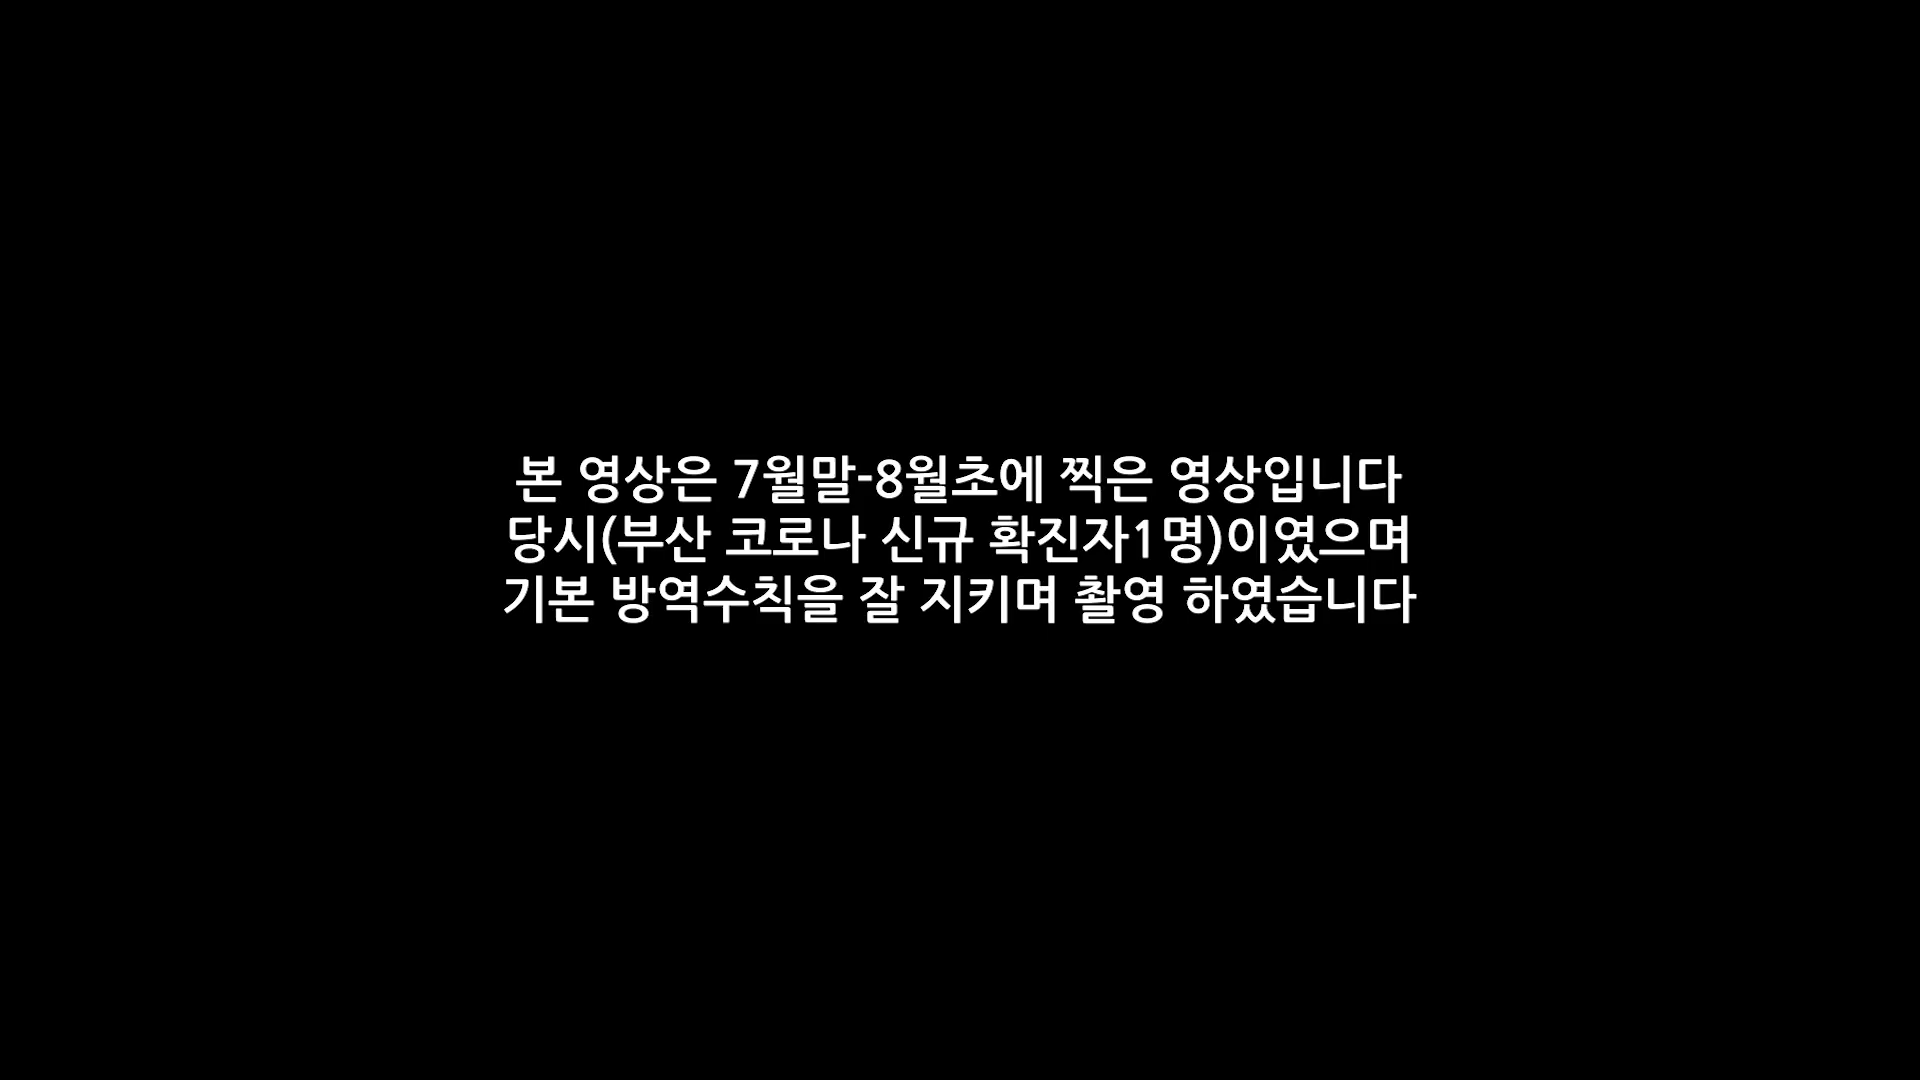 본 영상은 7월말-8월초에 찍은 영상입니다
당시(부산 코로나 신규 확진자1명)이였으며
기본 방역수칙을 잘 지키며 촬영 하였습니다